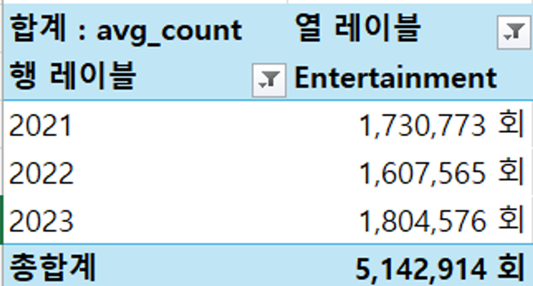 합계 : avg_count 열 레이블
행 레이블 Entertainment
2021 1,730,773 회
2022 1,607,565 회
2023 1,804,576 회
총합계 5,142,914 회